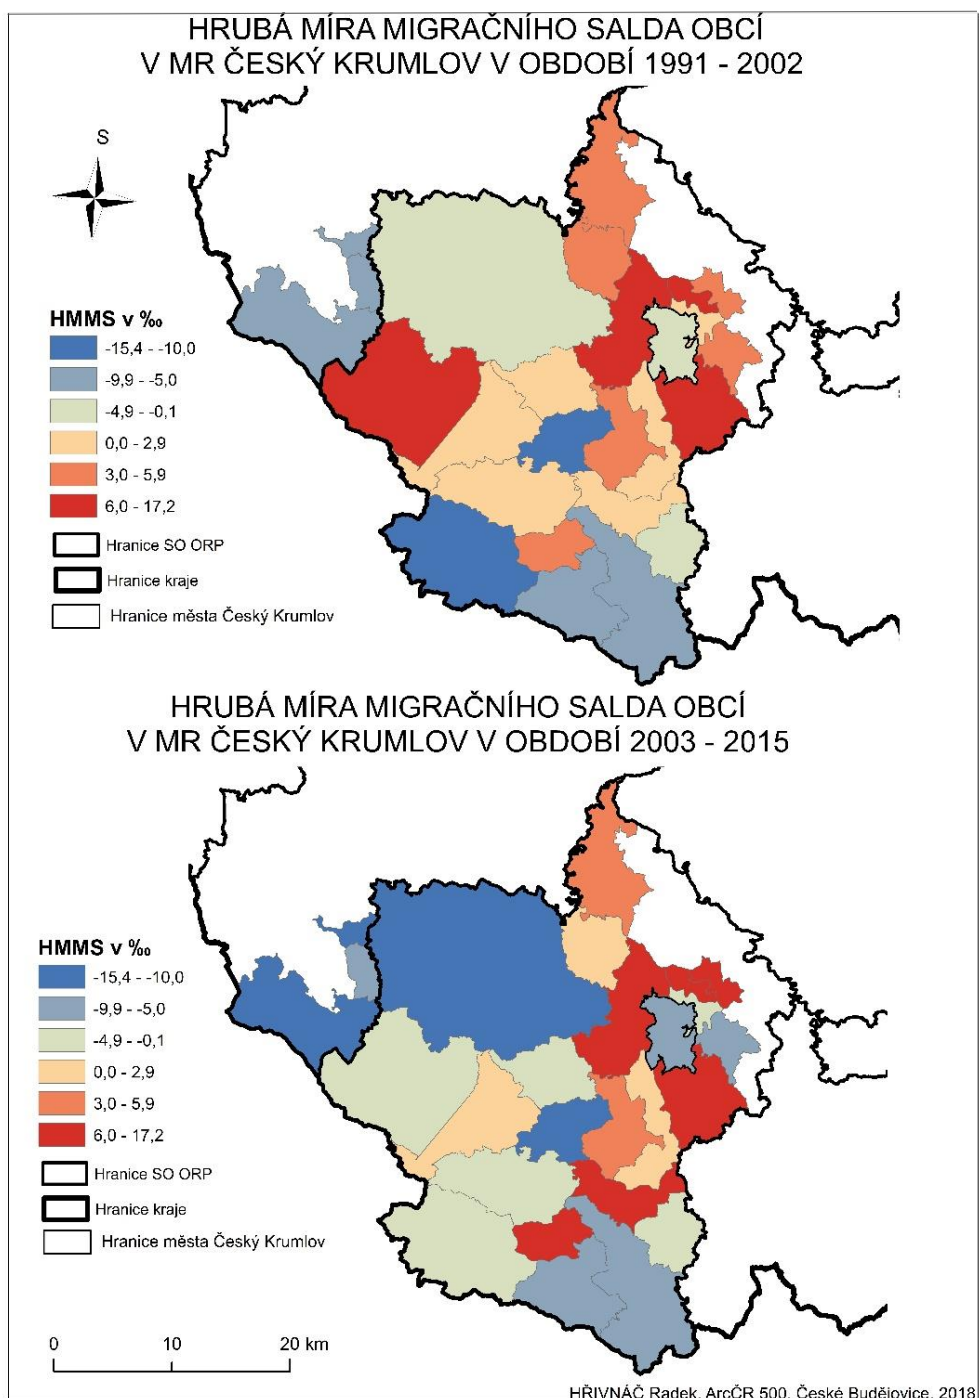 HRUBÁ MÍRA MIGRAČNÍHO SALDA OBCÍ
V MR ČESKÝ KRUMLOV V OBDOBÍ 1991 - 2002
S
HMMS v ‰
-15,4 - -10,0
-9,9 - -5,0
-4,9 - -0,1
0,0 - 2,9
3,0 - 5,9
6,0 - 17,2
Hranice SO ORP
Hranice kraje
Hranice města Český Krumlov
HRUBÁ MÍRA MIGRAČNÍHO SALDA OBCÍ
V MR ČESKÝ KRUMLOV V OBDOBÍ 2003 - 2015
HMMS v ‰
-15,4 - -10,0
-9,9 - -5,0
-4,9 - -0,1
0,0 - 2,9
3,0 - 5,9
6,0 - 17,2
Hranice SO ORP
Hranice kraje
Hranice města Český Krumlov
0 10 20 km
HŘIVNÁČ Radek, ArcČR 500, České Budějovice, 2018